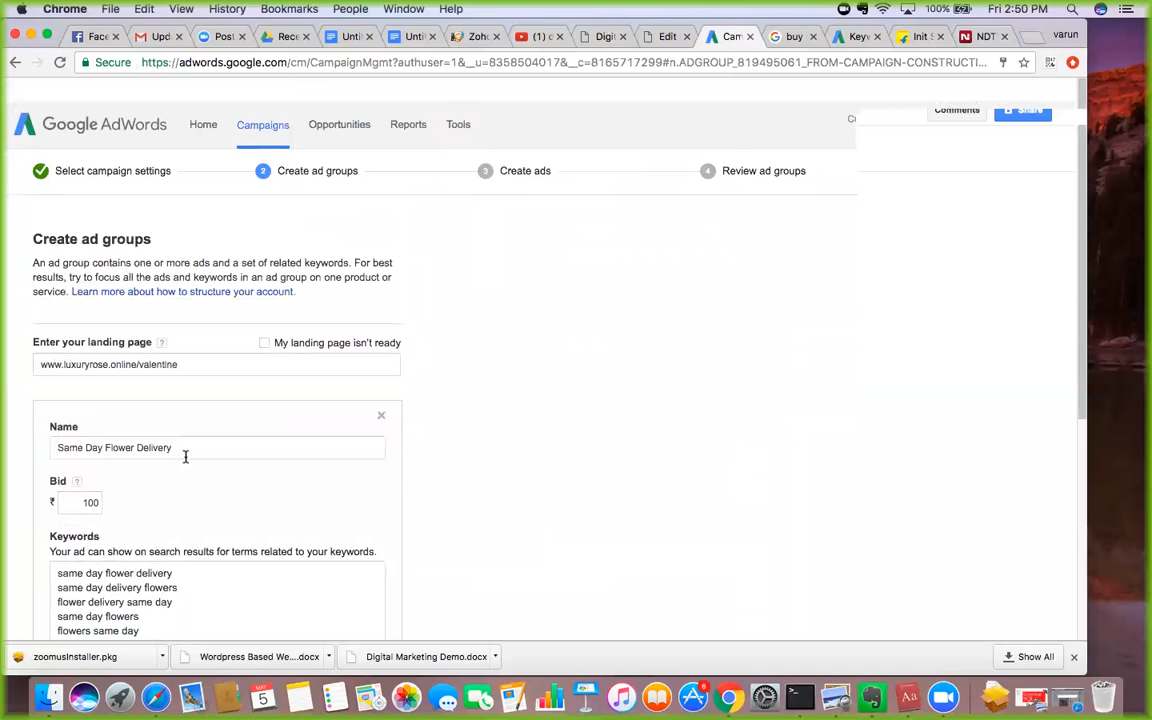 Chrome File Edit View History Bookmarks People Window Help 100% Fri 2:50 PM
Face Upd Post Rece Unti Unti Zoh (1) Digi Edit Cam buy Keyv Init NDT varun
Secure https://adwords.google.com/cm/CampaignMgmt?authuser=1&__u=8358504017&__c=8165717299#n.ADGROUP_819495061_FROM-CAMPAIGN-CONSTRUCTI...
Comments Share
Google AdWords Home Campaigns Opportunities Reports Tools
Select campaign settings 2 Create ad groups 3 Create ads 4 Review ad groups
Create ad groups
An ad group contains one or more ads and a set of related keywords. For best
results, try to focus all the ads and keywords in an ad group on one product or
service. Learn more about how to structure your account.
Enter your landing page ? My landing page isn't ready
www.luxuryrose.online/valentine
Name
Same Day Flower Delivery
Bid ?
₹ 100
Keywords
Your ad can show on search results for terms related to your keywords.
same day flower delivery
same day delivery flowers
flower delivery same day
same day flowers
flowers same day
zoomusInstaller.pkg Wordpress Based We....docx Digital Marketing Demo.docx Show All
MAY
5